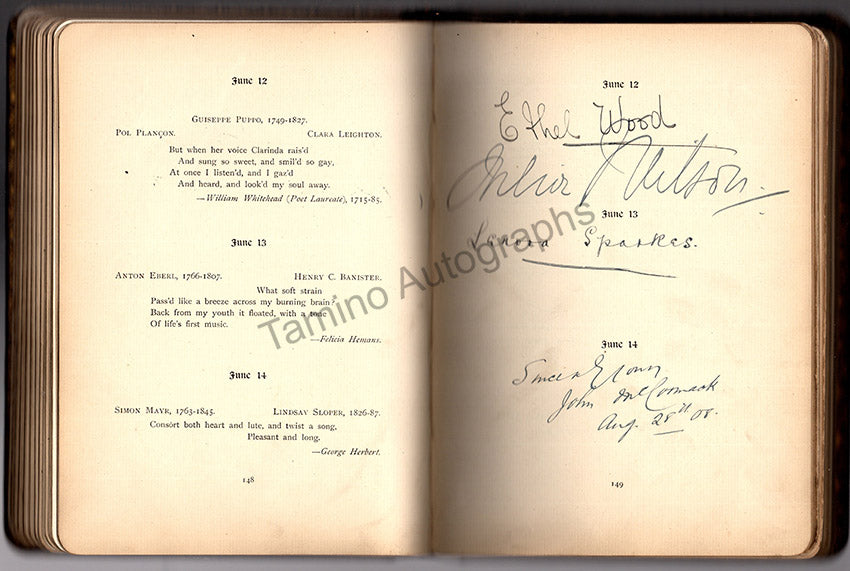 June 12
GUISEPPE PUPPO, 1749-1827.
POL PLANÇON. CLARA LEIGHTON.
But when her voice Clarinda rais'd
And sung so sweet, and smil'd so gay,
At once I listen'd, and I gaz'd
And heard, and look'd my soul away.
—William Whitehead (Poet Laureate), 1715-85.
June 13
ANTON EBERL, 1766-1807. HENRY C. BANISTER.
What soft strain
Pass'd like a breeze across my burning brain?
Back from my youth it floated, with a tone
Of life's first music.
—Felicia Hemans.
June 14
SIMON MAYR, 1763-1845. LINDSAY SLOPER, 1826-87.
Consort both heart and lute, and twist a song,
Pleasant and long.
—George Herbert.
148
June 12
Ethel Wood
June 13
Lenora Sparkes.
June 14
Sincerely yours
John McCormack
Aug. 28th 08.
149
Tamino Autographs